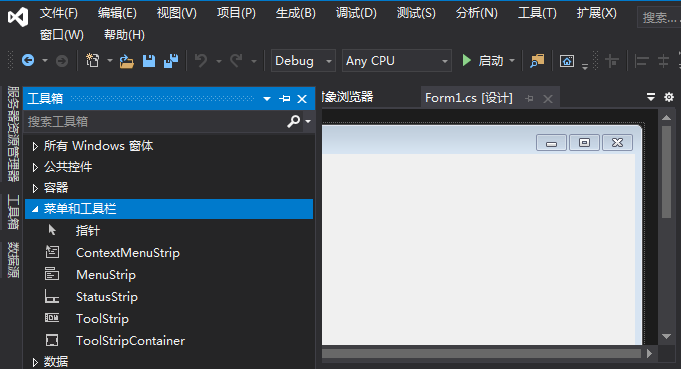 文件(F) 编辑(E) 视图(V) 项目(P) 生成(B) 调试(D) 测试(S) 分析(N) 工具(T) 扩展(X) 搜索...
窗口(W) 帮助(H)
Debug Any CPU 启动
服务器资源管理器
工具箱
数据源
工具箱
对象浏览器 Form1.cs [设计]
搜索工具箱
所有 Windows 窗体
公共控件
容器
菜单和工具栏
指针
ContextMenuStrip
MenuStrip
StatusStrip
ToolStrip
ToolStripContainer
数据